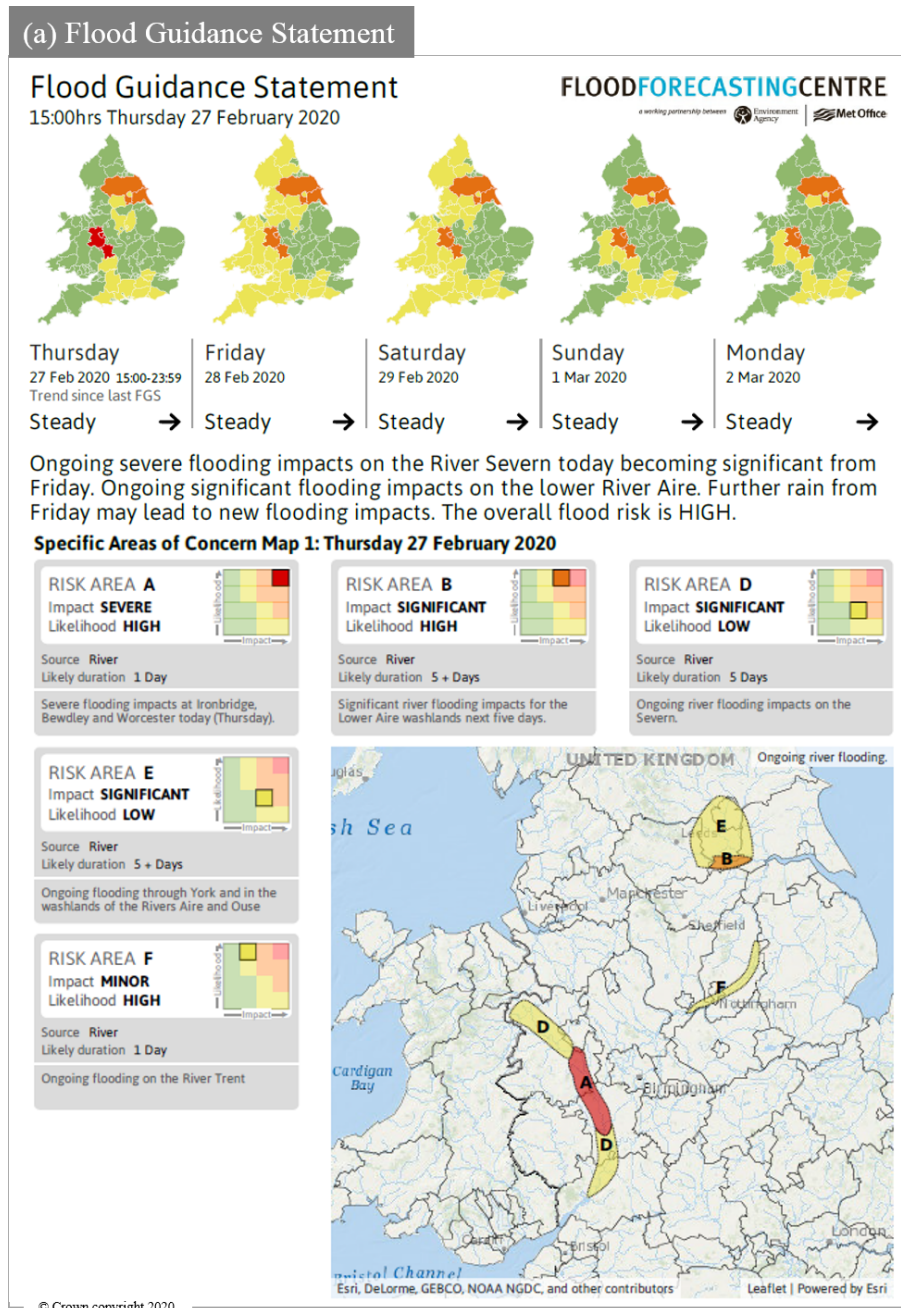 (a) Flood Guidance Statement
Flood Guidance Statement
15:00hrs Thursday 27 February 2020
FLOODFORECASTINGCENTRE
a working partnership between
Environment
Agency
Met Office
Thursday
27 Feb 2020 15:00-23:59
Trend since last FGS
Steady
Friday
28 Feb 2020
Steady
Saturday
29 Feb 2020
Steady
Sunday
1 Mar 2020
Steady
Monday
2 Mar 2020
Steady
Ongoing severe flooding impacts on the River Severn today becoming significant from
Friday. Ongoing significant flooding impacts on the lower River Aire. Further rain from
Friday may lead to new flooding impacts. The overall flood risk is HIGH.
Specific Areas of Concern Map 1: Thursday 27 February 2020
RISK AREA A
Impact SEVERE
Likelihood HIGH
Likelihood
Impact
Source River
Likely duration 1 Day
Severe flooding impacts at Ironbridge,
Bewdley and Worcester today (Thursday).
RISK AREA B
Impact SIGNIFICANT
Likelihood HIGH
Likelihood
Impact
Source River
Likely duration 5 + Days
Significant river flooding impacts for the
Lower Aire washlands next five days.
RISK AREA D
Impact SIGNIFICANT
Likelihood LOW
Likelihood
Impact
Source River
Likely duration 5 Days
Ongoing river flooding impacts on the
Severn.
RISK AREA E
Impact SIGNIFICANT
Likelihood LOW
Likelihood
Impact
Source River
Likely duration 5 + Days
Ongoing flooding through York and in the
washlands of the Rivers Aire and Ouse
RISK AREA F
Impact MINOR
Likelihood HIGH
Likelihood
Impact
Source River
Likely duration 1 Day
Ongoing flooding on the River Trent
UNITED KINGDOM
Ongoing river flooding.
uglas
sh Sea
Leeds
E
B
Manchester
Liverpool
Sheffield
F
Nottingham
D
Cardigan
Bay
A
Birmingham
D
London
Cardiff
Bristol
Bristol Channel
Esri, DeLorme, GEBCO, NOAA NGDC, and other contributors
Leaflet | Powered by Esri
© Crown copyright 2020